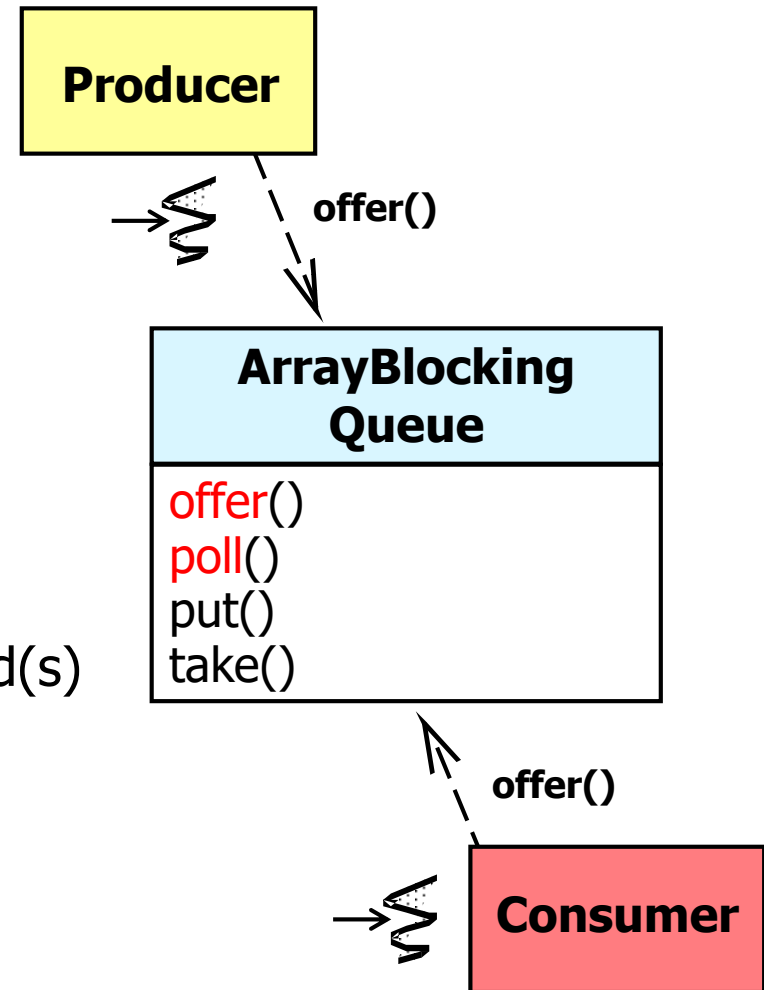 Producer
offer()
ArrayBlocking
Queue
offer()
poll()
put()
d(s)
take()
offer()
Consumer